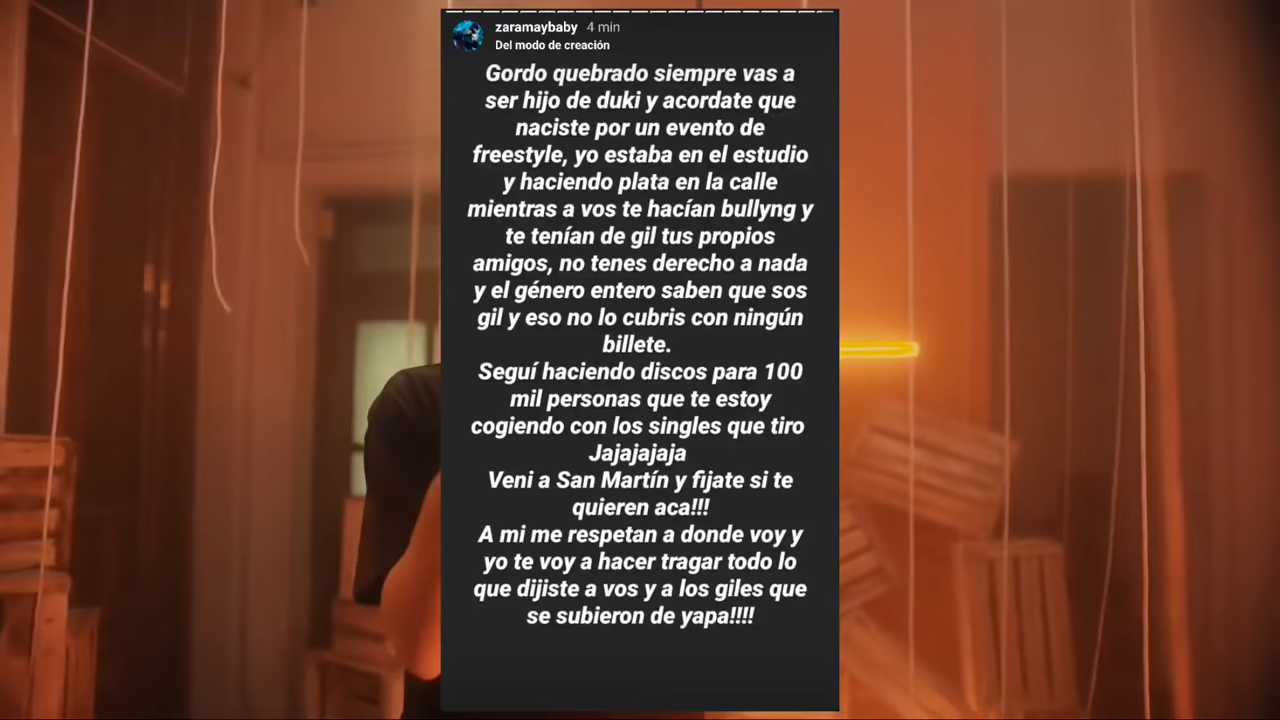 zaramaybaby 4 min
Del modo de creación
Gordo quebrado siempre vas a
ser hijo de duki y acordate que
naciste por un evento de
freestyle, yo estaba en el estudio
y haciendo plata en la calle
mientras a vos te hacían bullyng y
te tenían de gil tus propios
amigos, no tenes derecho a nada
y el género entero saben que sos
gil y eso no lo cubris con ningún
billete.
Seguí haciendo discos para 100
mil personas que te estoy
cogiendo con los singles que tiro
Jajajajaja
Veni a San Martín y fijate si te
quieren aca!!!
A mi me respetan a donde voy y
yo te voy a hacer tragar todo lo
que dijiste a vos y a los giles que
se subieron de yapa!!!!